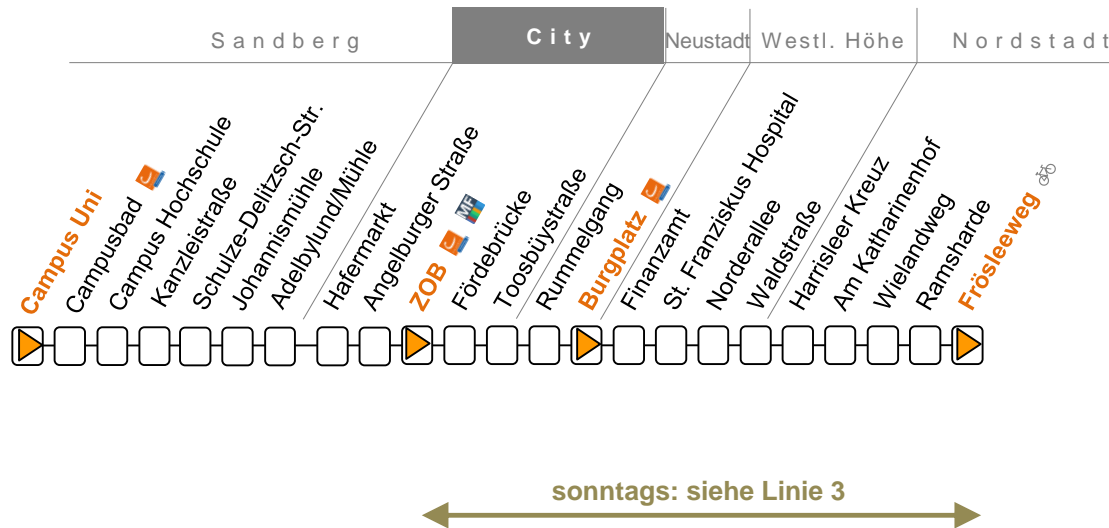 Sandberg
City
Neustadt
Westl. Höhe
Nordstadt
Campus Uni
Campusbad
Campus Hochschule
Kanzleistraße
Schulze-Delitzsch-Str.
Johannismühle
Adelbylund/Mühle
Hafermarkt
Angelburger Straße
ZOB
MF
Fördebrücke
Toosbüystraße
Rummelgang
Burgplatz
Finanzamt
St. Franziskus Hospital
Norderallee
Waldstraße
Harrisleer Kreuz
Am Katharinenhof
Wielandweg
Ramsharde
Frösleeweg
sonntags: siehe Linie 3